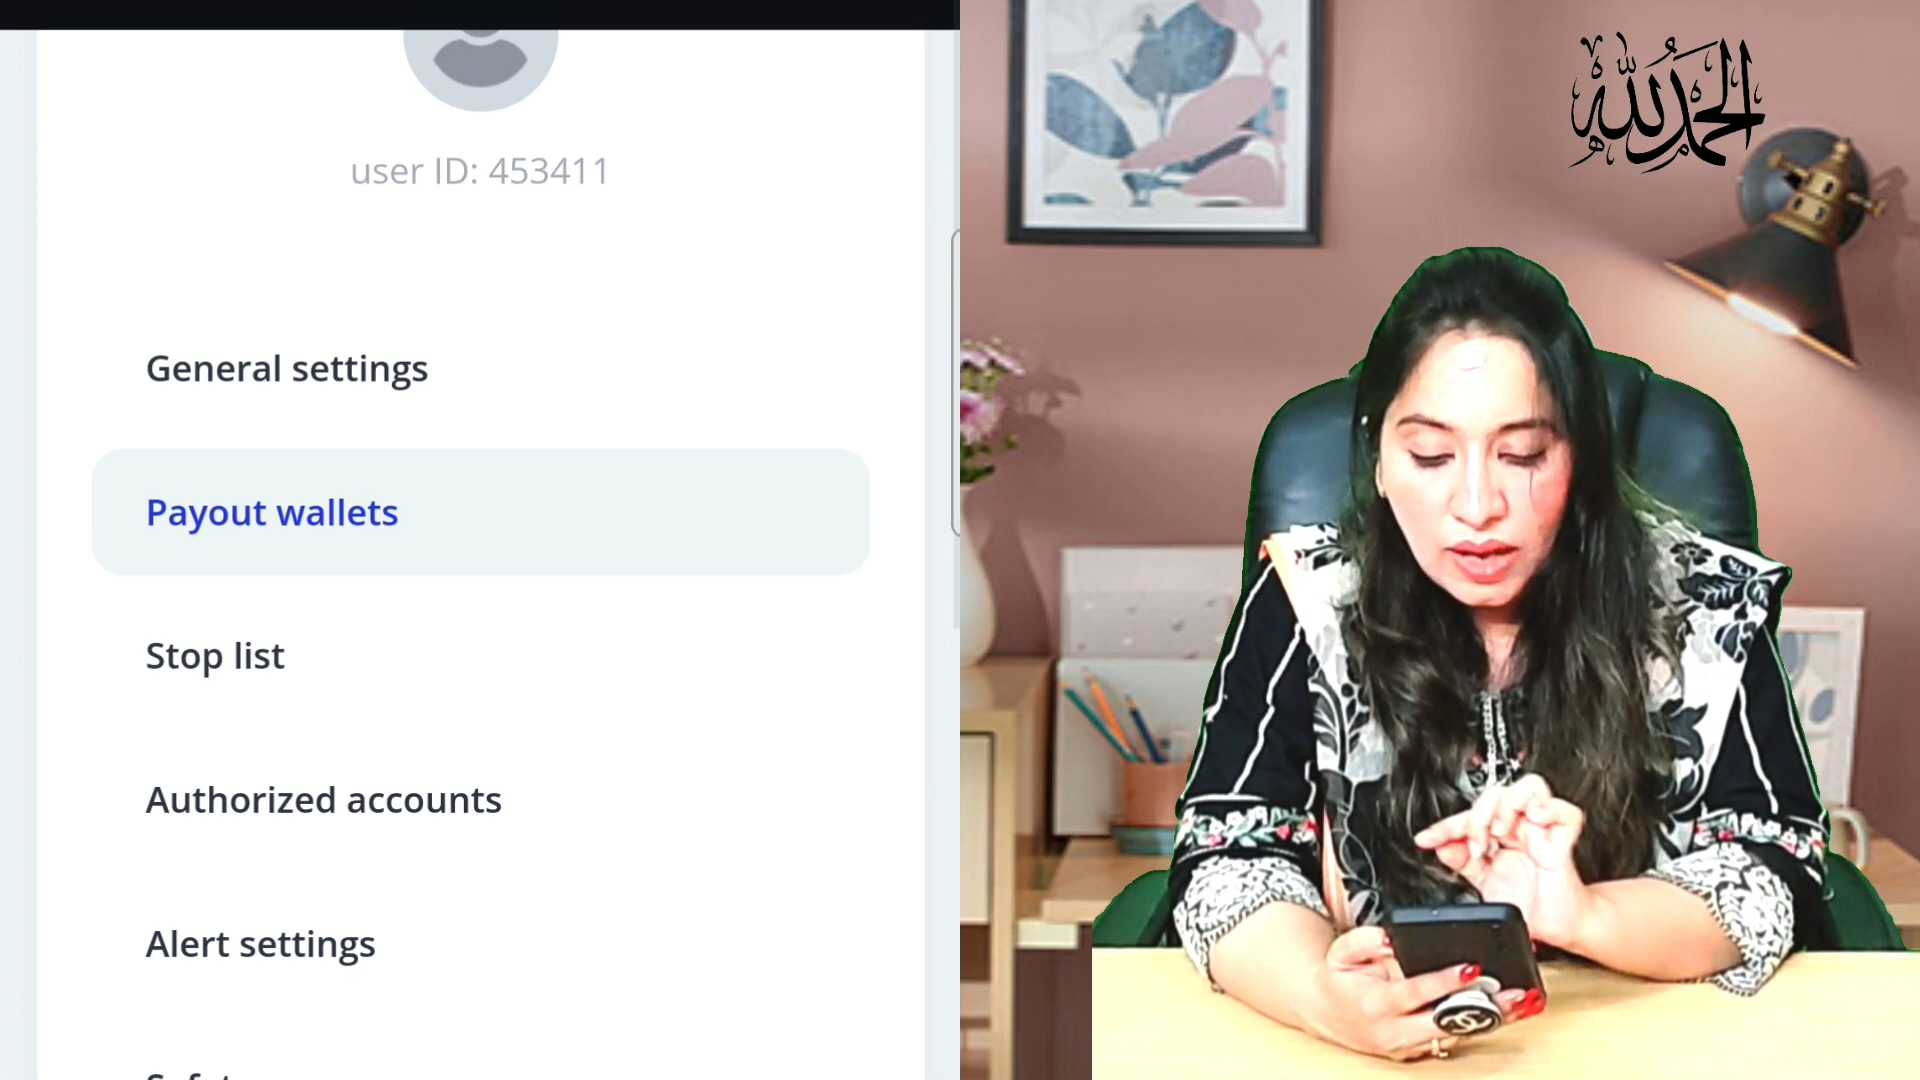 user ID: 453411
General settings
Payout wallets
Stop list
Authorized accounts
Alert settings
الحمد لله